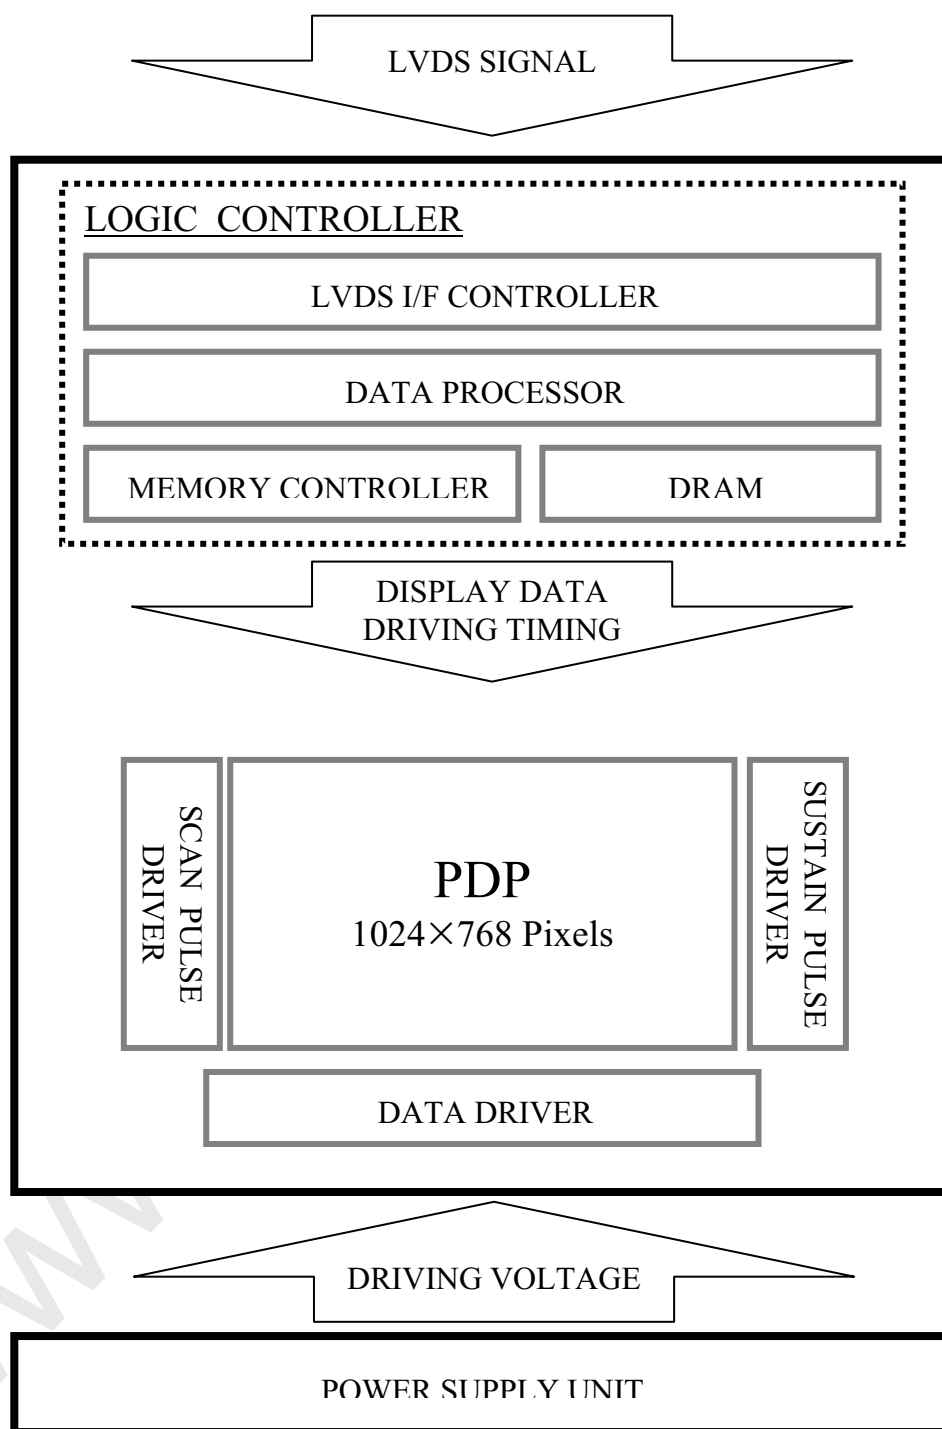 LVDS SIGNAL
LOGIC CONTROLLER
LVDS I/F CONTROLLER
DATA PROCESSOR
MEMORY CONTROLLER
DRAM
DISPLAY DATA
DRIVING TIMING
SCAN PULSE
DRIVER
PDP
1024×768 Pixels
SUSTAIN PULSE
DRIVER
DATA DRIVER
DRIVING VOLTAGE
POWER SUPPLY UNIT